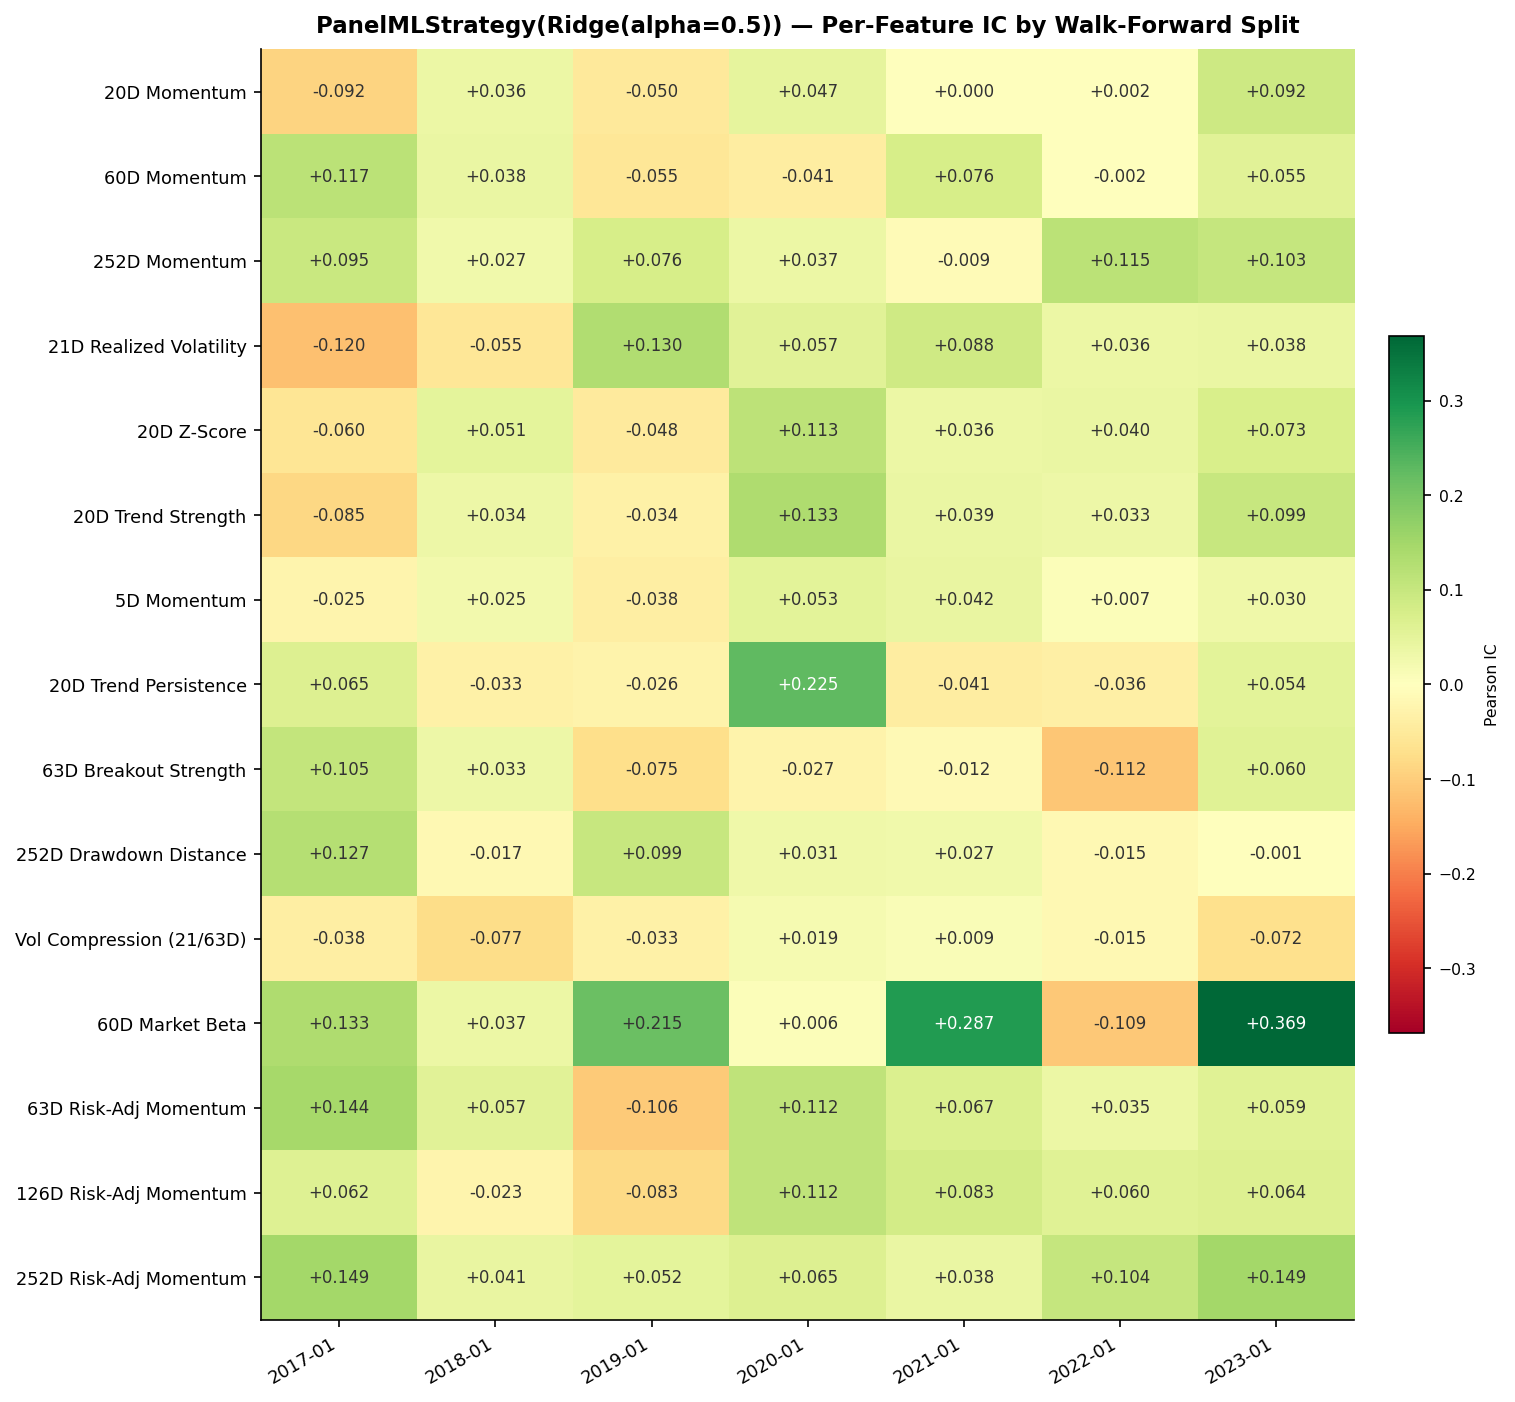 PanelMLStrategy(Ridge(alpha=0.5)) — Per-Feature IC by Walk-Forward Split
20D Momentum -0.092 +0.036 -0.050 +0.047 +0.000 +0.002 +0.092
60D Momentum +0.117 +0.038 -0.055 -0.041 +0.076 -0.002 +0.055
252D Momentum +0.095 +0.027 +0.076 +0.037 -0.009 +0.115 +0.103
21D Realized Volatility -0.120 -0.055 +0.130 +0.057 +0.088 +0.036 +0.038
20D Z-Score -0.060 +0.051 -0.048 +0.113 +0.036 +0.040 +0.073
20D Trend Strength -0.085 +0.034 -0.034 +0.133 +0.039 +0.033 +0.099
5D Momentum -0.025 +0.025 -0.038 +0.053 +0.042 +0.007 +0.030
20D Trend Persistence +0.065 -0.033 -0.026 +0.225 -0.041 -0.036 +0.054
63D Breakout Strength +0.105 +0.033 -0.075 -0.027 -0.012 -0.112 +0.060
252D Drawdown Distance +0.127 -0.017 +0.099 +0.031 +0.027 -0.015 -0.001
Vol Compression (21/63D) -0.038 -0.077 -0.033 +0.019 +0.009 -0.015 -0.072
60D Market Beta +0.133 +0.037 +0.215 +0.006 +0.287 -0.109 +0.369
63D Risk-Adj Momentum +0.144 +0.057 -0.106 +0.112 +0.067 +0.035 +0.059
126D Risk-Adj Momentum +0.062 -0.023 -0.083 +0.112 +0.083 +0.060 +0.064
252D Risk-Adj Momentum +0.149 +0.041 +0.052 +0.065 +0.038 +0.104 +0.149
2017-01 2018-01 2019-01 2020-01 2021-01 2022-01 2023-01
0.3
0.2
0.1
0.0
−0.1
−0.2
−0.3
Pearson IC